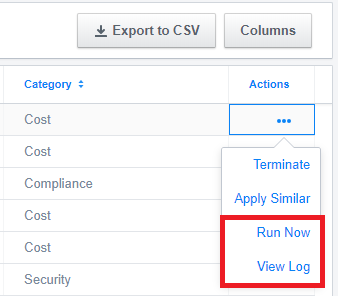 Export to CSV Columns
Category Actions
Cost •••
Cost
Terminate
Compliance
Apply Similar
Cost
Run Now
Cost
View Log
Security